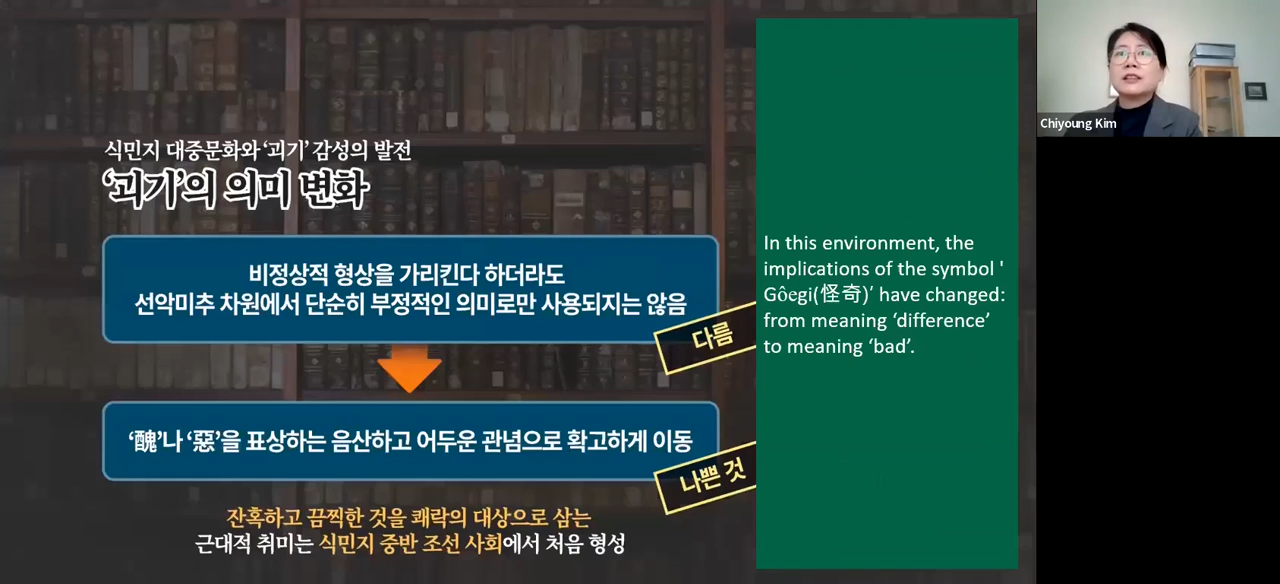 식민지 대중문화와 ‘괴기’ 감성의 발전
‘괴기’의 의미 변화
비정상적 형상을 가리킨다 하더라도
선악미추 차원에서 단순히 부정적인 의미로만 사용되지는 않음
다름
‘醜’나 ‘惡’을 표상하는 음산하고 어두운 관념으로 확고하게 이동
나쁜 것
잔혹하고 끔찍한 것을 쾌락의 대상으로 삼는
근대적 취미는 식민지 중반 조선 사회에서 처음 형성
In this environment, the
implications of the symbol '
Gôegi(怪奇)' have changed:
from meaning ‘difference’
to meaning ‘bad’.
Chiyoung Kim